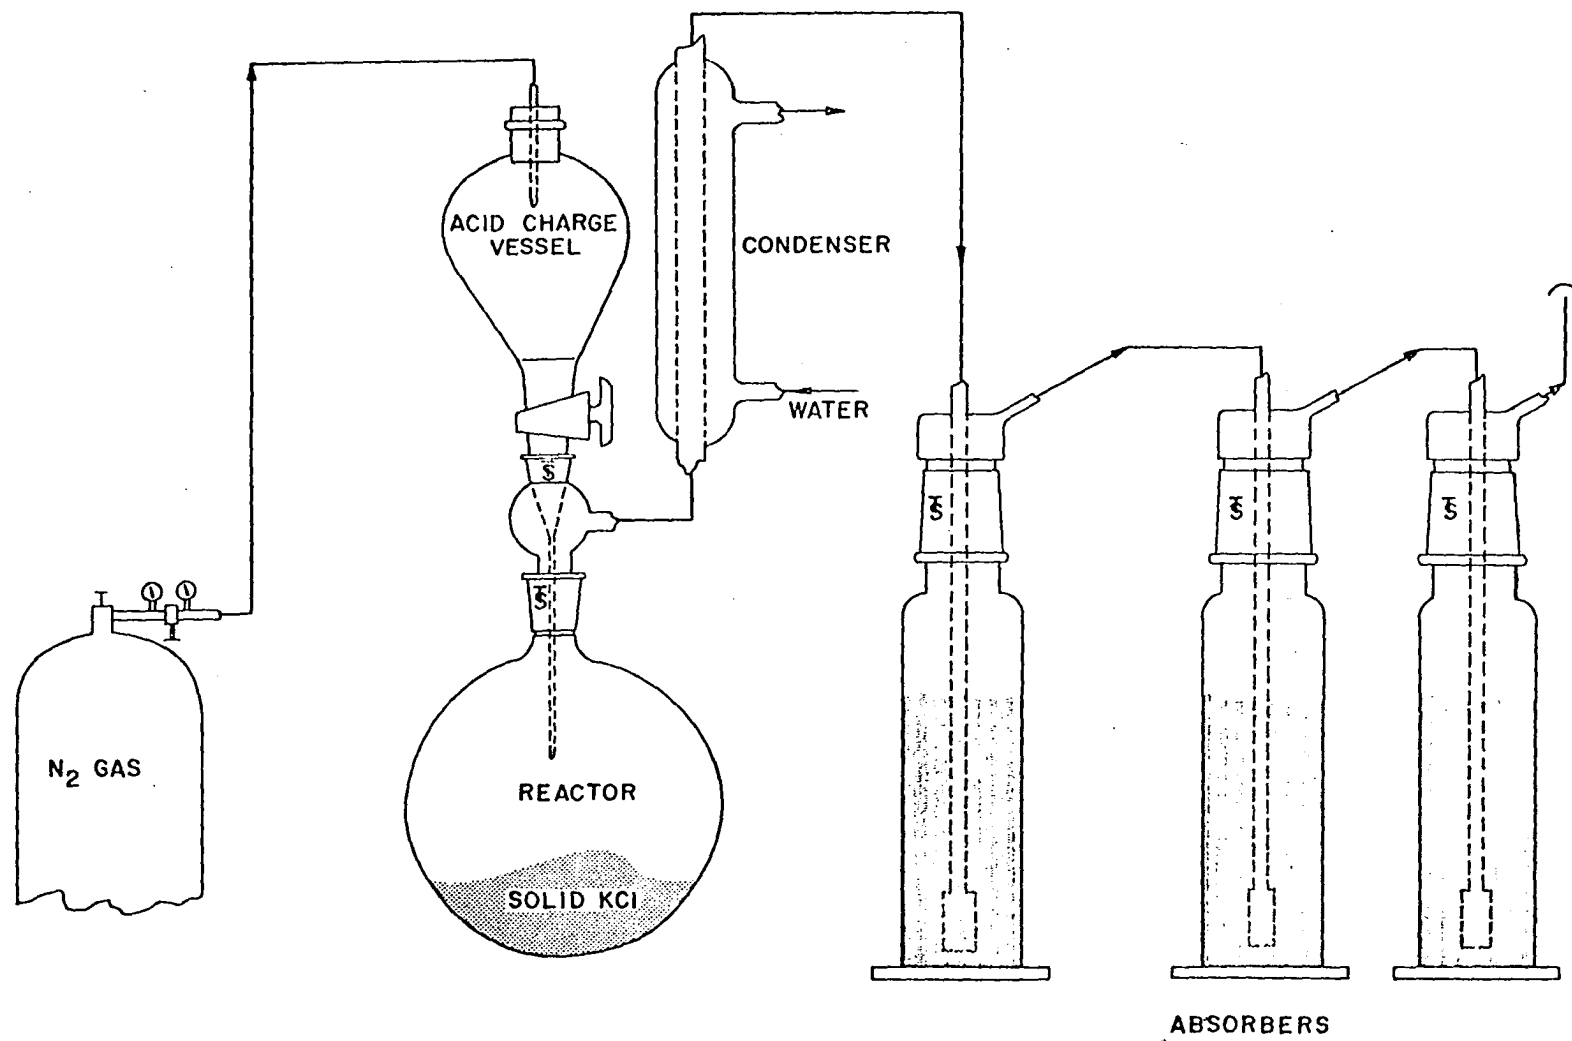 ACID CHARGE
VESSEL
CONDENSER
WATER
S
S
S
S
S
N2 GAS
REACTOR
SOLID KCl
ABSORBERS